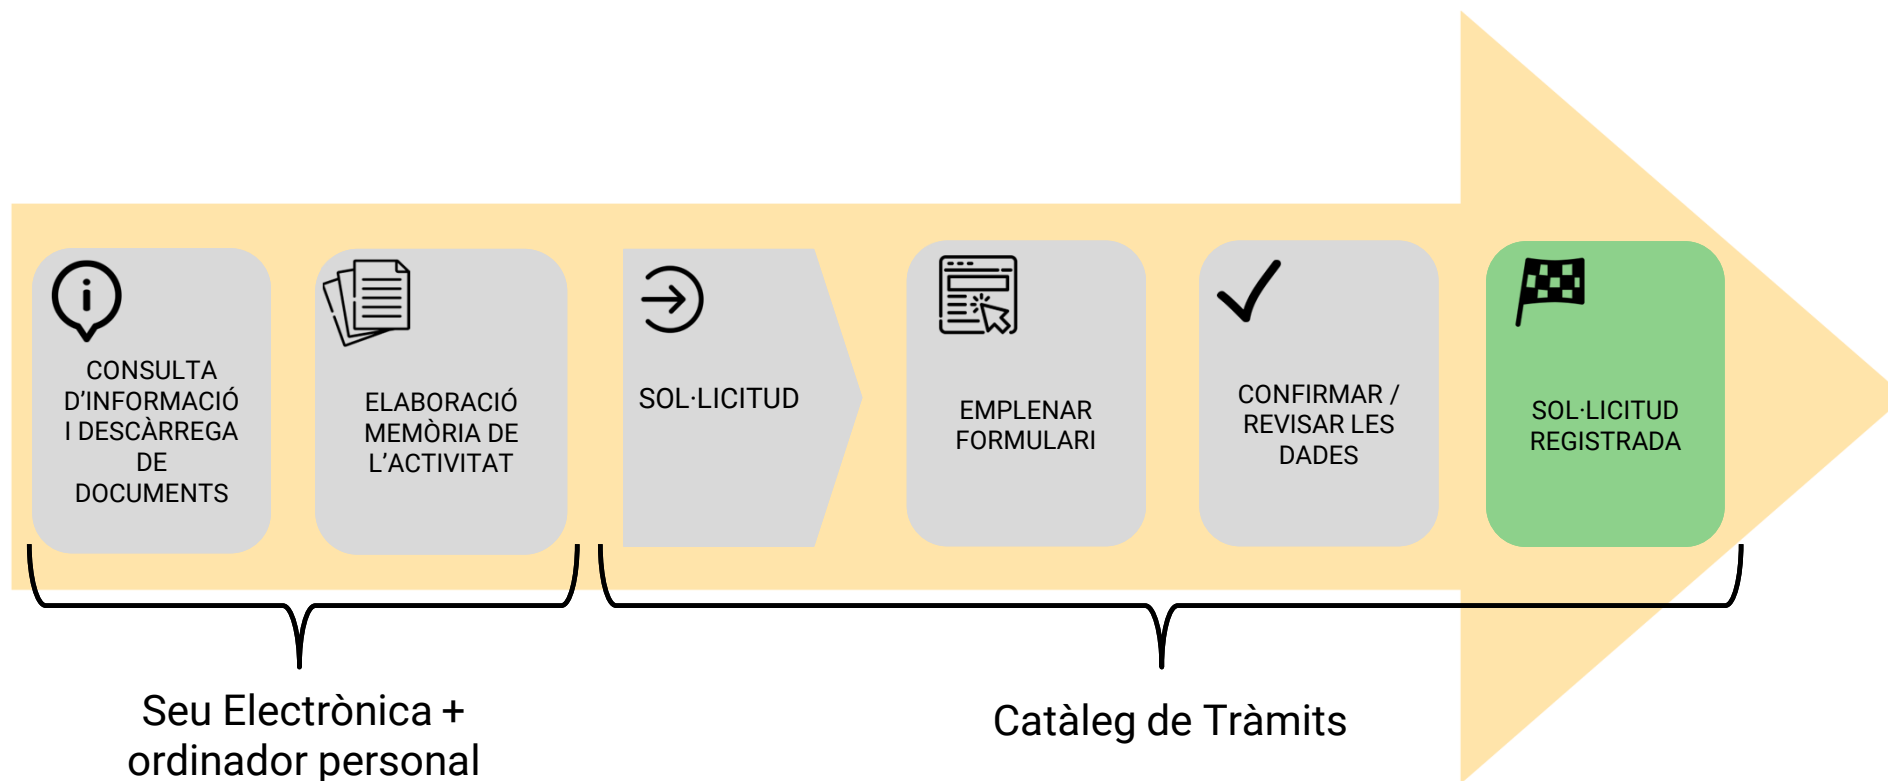 CONSULTA
D’INFORMACIÓ
I DESCÀRREGA
DE
DOCUMENTS
ELABORACIÓ
MEMÒRIA DE
L’ACTIVITAT
SOL·LICITUD
EMPLENAR
FORMULARI
CONFIRMAR /
REVISAR LES
DADES
SOL·LICITUD
REGISTRADA
Seu Electrònica +
ordinador personal
Catàleg de Tràmits